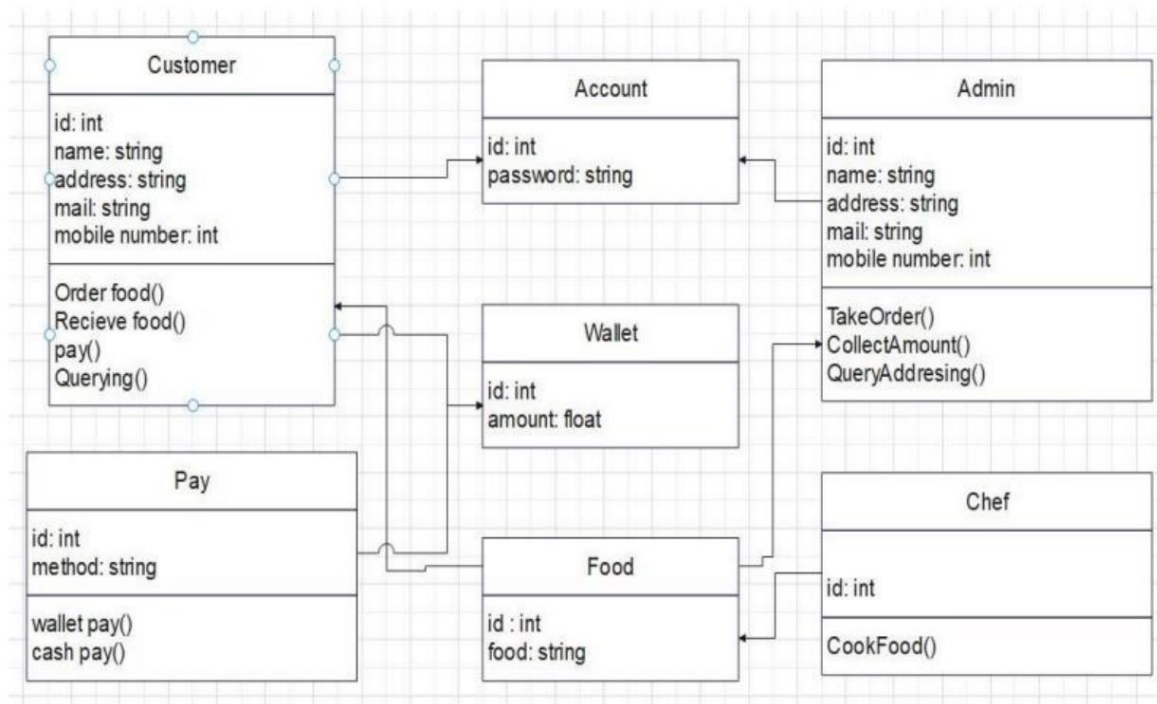 Customer
id: int
name: string
address: string
mail: string
mobile number: int
Order food()
Recieve food()
pay()
Querying()
Account
id: int
password: string
Admin
id: int
name: string
address: string
mail: string
mobile number: int
TakeOrder()
CollectAmount()
QueryAddresing()
Wallet
id: int
amount: float
Pay
id: int
method: string
wallet pay()
cash pay()
Food
id : int
food: string
Chef
id: int
CookFood()